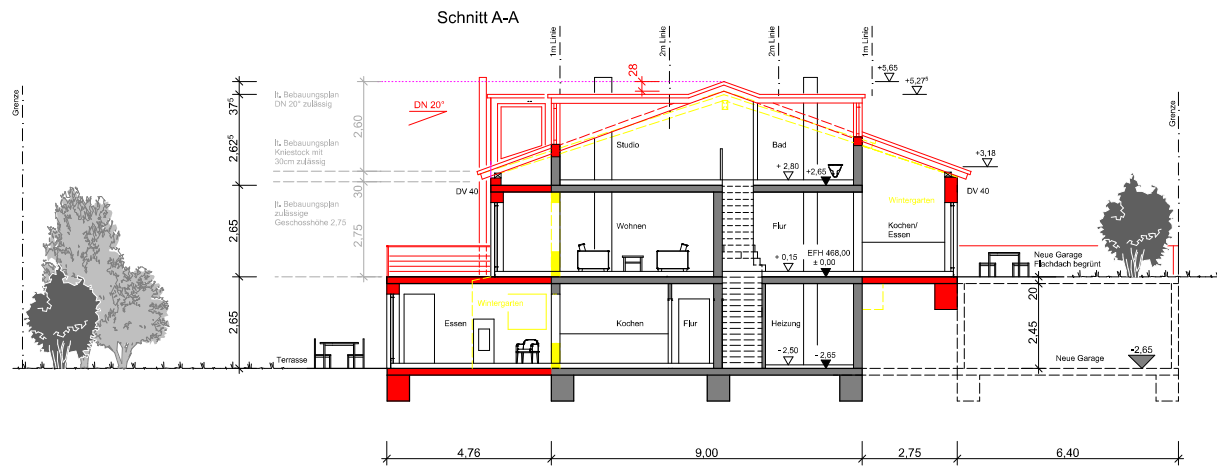 Schnitt A-A
1m Linie
2m Linie
2m Linie
1m Linie
Grenze
Grenze
+5,65
+5,27⁵
28
DN 20°
37⁵
2,62⁵
2,65
2,65
lt. Bebauungsplan
DN 20° zulässig
lt. Bebauungsplan
Kniestock mit
30cm zulässig
lt. Bebauungsplan
zulässige
Geschosshöhe 2,75
2,60
30
2,75
Studio
Bad
+ 2,80
+2,65
+3,18
DV 40
DV 40
Wintergarten
Kochen/
Essen
Wohnen
Flur
+ 0,15
EFH 468,00
± 0,00
Neue Garage
Flachdach begrünt
Wintergarten
Essen
Kochen
Flur
Heizung
- 2,50
- 2,65
20
2,45
Neue Garage
-2,65
Terrasse
4,76
9,00
2,75
6,40